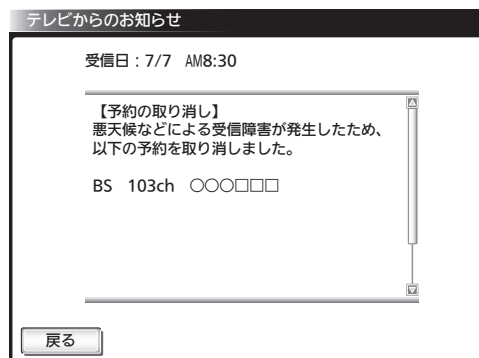 テレビからのお知らせ
受信日：7/7 AM8:30
【予約の取り消し】
悪天候などによる受信障害が発生したため、
以下の予約を取り消しました。
BS 103ch ○○○□□□
戻る